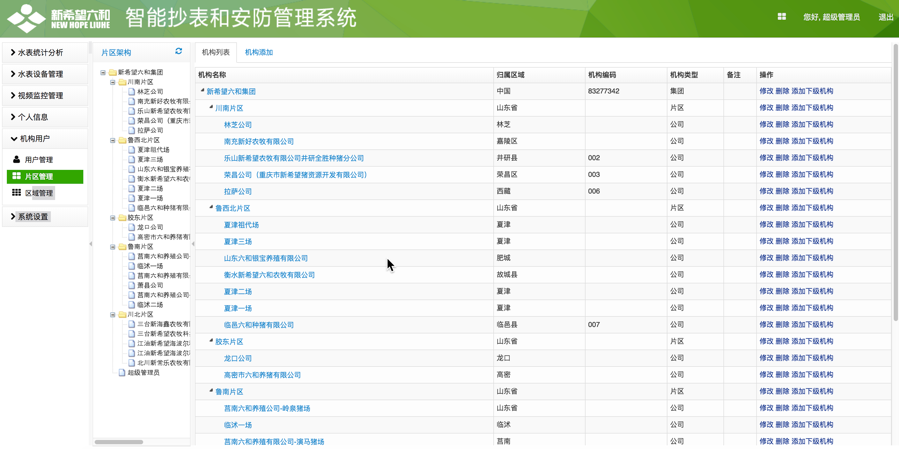 新希望六和
NEW HOPE LIUHE
智能抄表和安防管理系统
您好, 超级管理员
退出
水表统计分析
水表设备管理
视频监控管理
个人信息
机构用户
用户管理
片区管理
区域管理
系统设置
片区架构
新希望六和集团
川南片区
林芝公司
南充新好农牧有限
乐山新希望农牧有
荣昌公司（重庆市
拉萨公司
鲁西北片区
夏津祖代场
夏津三场
山东六和银宝养殖
衡水新希望六和农
夏津二场
夏津一场
临邑六和种猪有限
胶东片区
龙口公司
高密市六和养猪有
鲁南片区
莒南六和养殖公司
临沭一场
莒南六和养殖有限
萧县公司
莒南六和养殖公司
临沭二场
川北片区
三台新海鑫农牧有
三台新希望农牧科
江油新希望海波尔
江油新希望海波尔
北川新常乐农牧有
超级管理员
机构列表 机构添加
机构名称 归属区域 机构编码 机构类型 备注 操作
新希望六和集团 中国 83277342 集团 修改 删除 添加下级机构
川南片区 山东省 片区 修改 删除 添加下级机构
林芝公司 林芝 公司 修改 删除 添加下级机构
南充新好农牧有限公司 嘉陵区 公司 修改 删除 添加下级机构
乐山新希望农牧有限公司井研全胜种猪分公司 井研县 002 公司 修改 删除 添加下级机构
荣昌公司（重庆市新希望猪资源开发有限公司） 荣昌区 003 公司 修改 删除 添加下级机构
拉萨公司 西藏 006 公司 修改 删除 添加下级机构
鲁西北片区 山东省 片区 修改 删除 添加下级机构
夏津祖代场 夏津 公司 修改 删除 添加下级机构
夏津三场 夏津 公司 修改 删除 添加下级机构
山东六和银宝养殖有限公司 肥城 公司 修改 删除 添加下级机构
衡水新希望六和农牧有限公司 故城县 公司 修改 删除 添加下级机构
夏津二场 夏津 公司 修改 删除 添加下级机构
夏津一场 夏津 公司 修改 删除 添加下级机构
临邑六和种猪有限公司 临邑县 007 公司 修改 删除 添加下级机构
胶东片区 山东省 片区 修改 删除 添加下级机构
龙口公司 龙口 公司 修改 删除 添加下级机构
高密市六和养猪有限公司 高密 公司 修改 删除 添加下级机构
鲁南片区 山东省 片区 修改 删除 添加下级机构
莒南六和养殖公司-岭泉猪场 山东省 公司 修改 删除 添加下级机构
临沭一场 临沭 公司 修改 删除 添加下级机构
莒南六和养殖有限公司-演马猪场 莒南 公司 修改 删除 添加下级机构